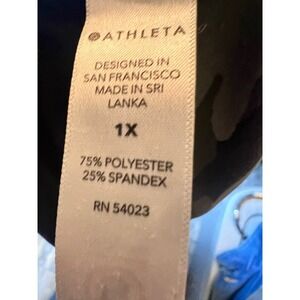 ATHLETA
DESIGNED IN
SAN FRANCISCO
MADE IN SRI
LANKA
1X
75% POLYESTER
25% SPANDEX
RN 54023